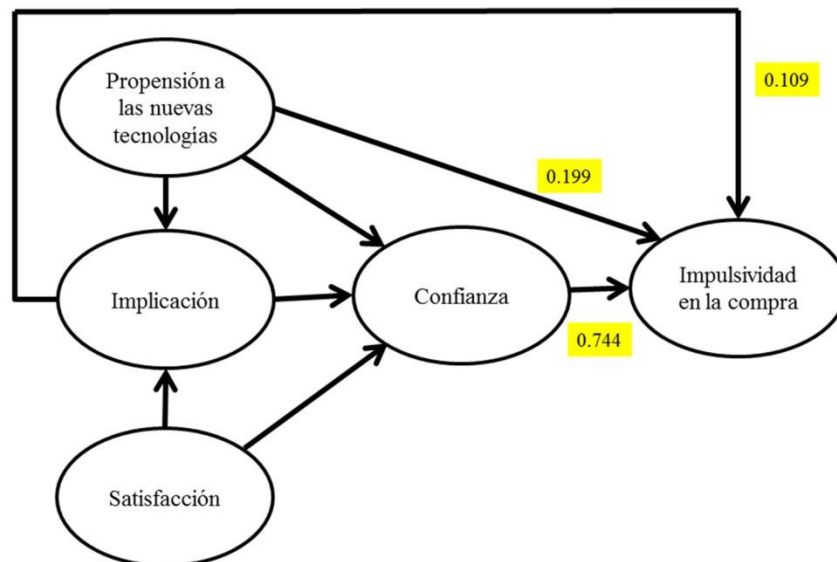 0.109
Propensión a
las nuevas
tecnologías
0.199
Implicación
Confianza
Impulsividad
en la compra
0.744
Satisfacción